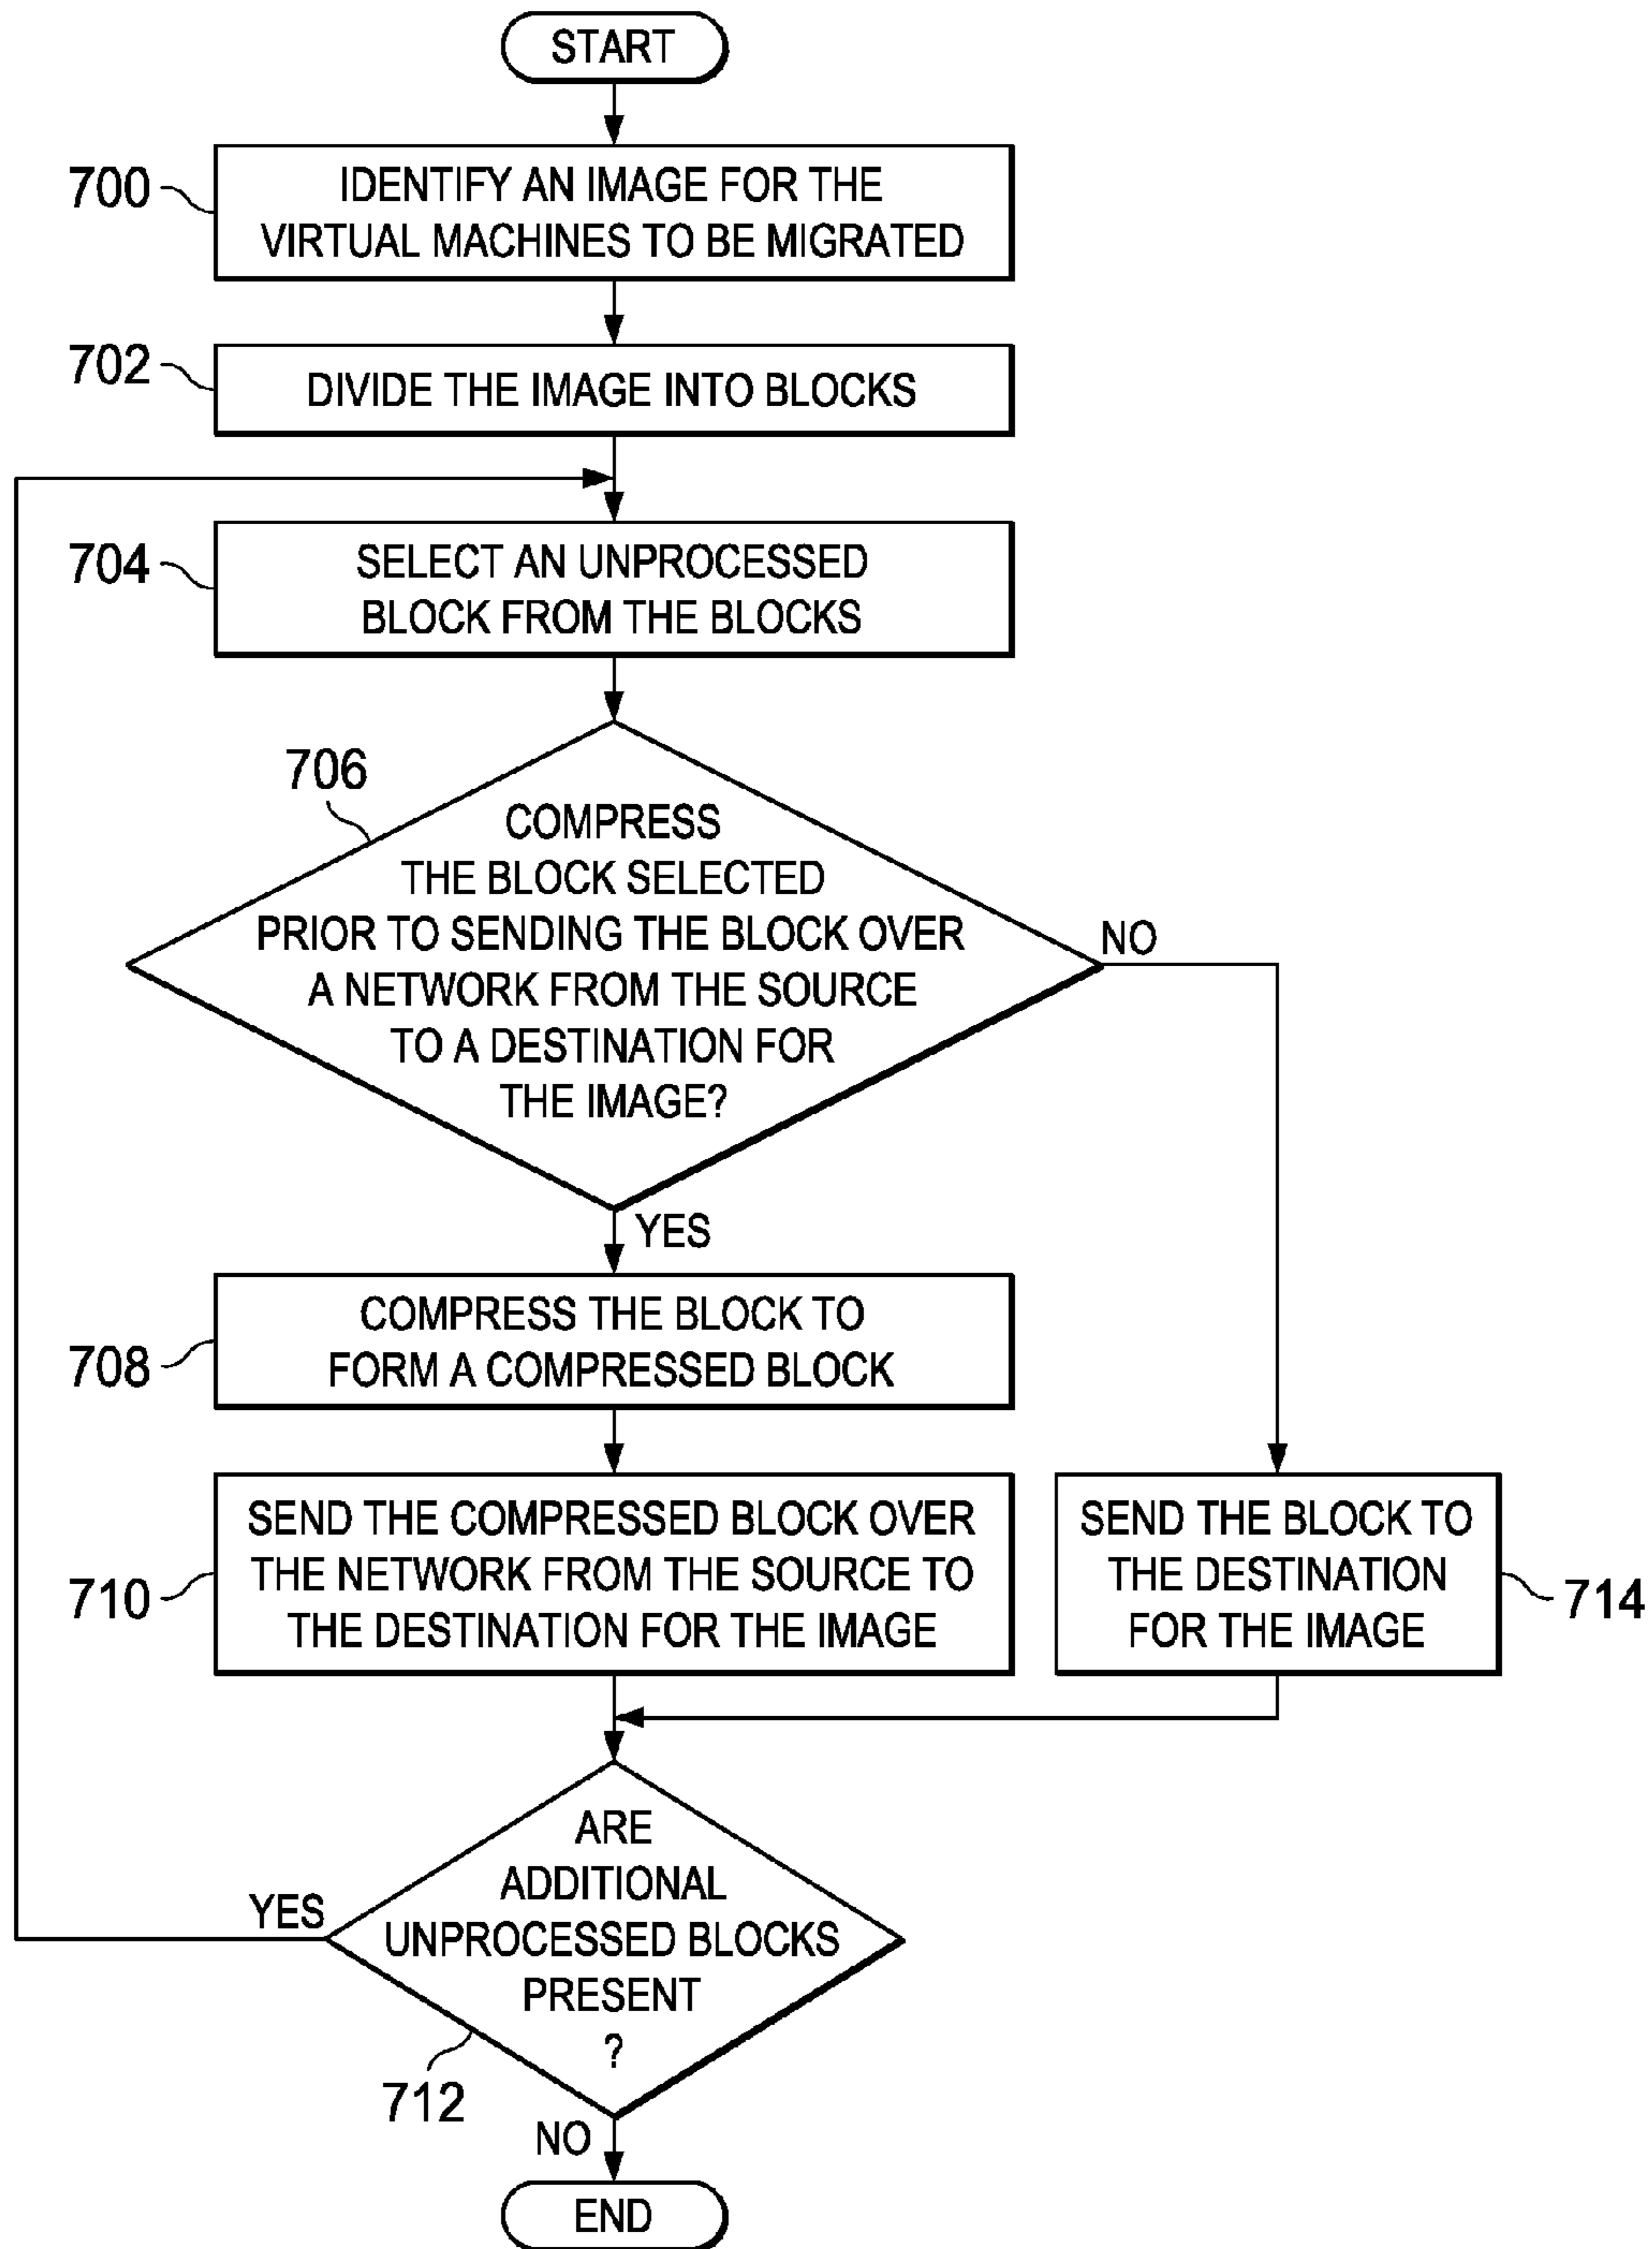 START
700
IDENTIFY AN IMAGE FOR THE
VIRTUAL MACHINES TO BE MIGRATED
702
DIVIDE THE IMAGE INTO BLOCKS
704
SELECT AN UNPROCESSED
BLOCK FROM THE BLOCKS
706
COMPRESS
THE BLOCK SELECTED
PRIOR TO SENDING THE BLOCK OVER
A NETWORK FROM THE SOURCE
TO A DESTINATION FOR
THE IMAGE?
NO
YES
708
COMPRESS THE BLOCK TO
FORM A COMPRESSED BLOCK
710
SEND THE COMPRESSED BLOCK OVER
THE NETWORK FROM THE SOURCE TO
THE DESTINATION FOR THE IMAGE
SEND THE BLOCK TO
THE DESTINATION
FOR THE IMAGE
714
ARE
ADDITIONAL
UNPROCESSED BLOCKS
PRESENT
?
YES
712
NO
END